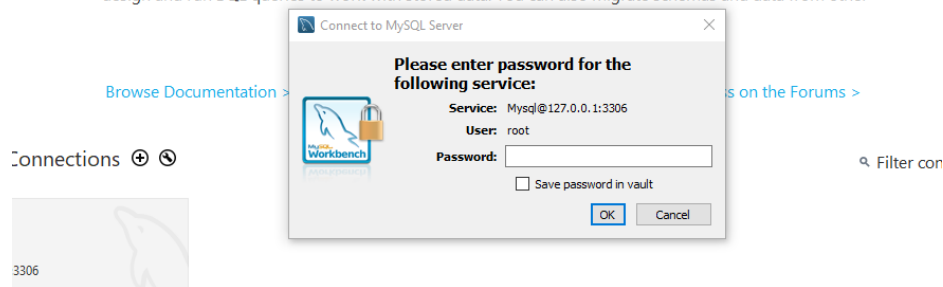 Connect to MySQL Server
Please enter password for the
following service:
Service: Mysql@127.0.0.1:3306
User: root
Password:
Save password in vault
OK Cancel
MySQL
Workbench
Browse Documentation >
on the Forums >
Connections
Filter con
3306